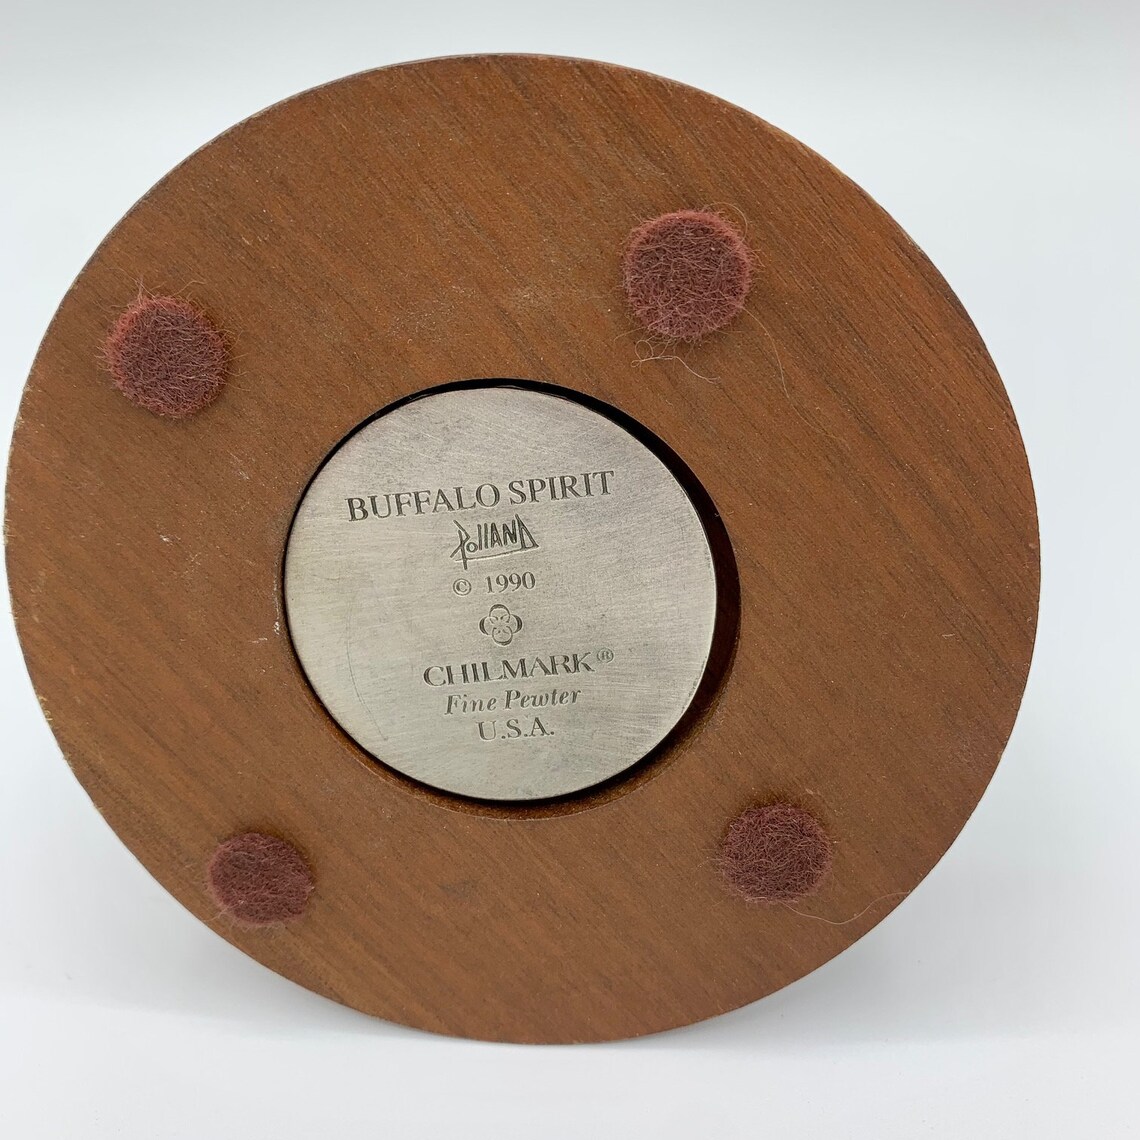 BUFFALO SPIRIT
Polland
© 1990
CHILMARK®
Fine Pewter
U.S.A.